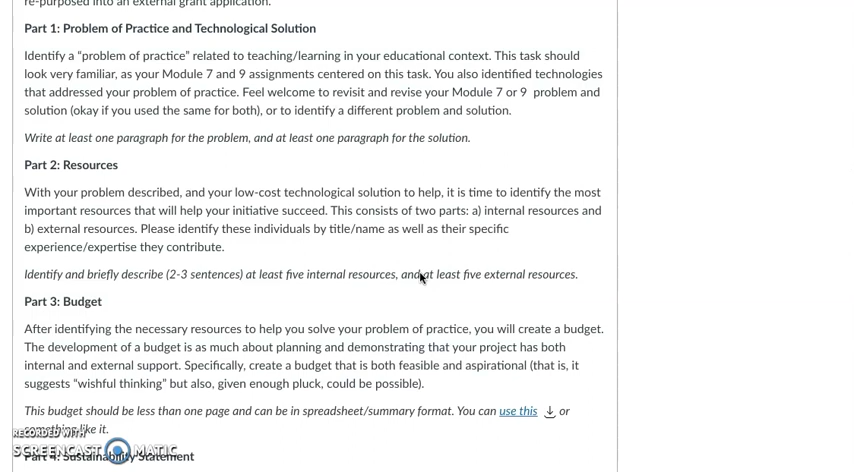 re-purposed into an external grant application.
Part 1: Problem of Practice and Technological Solution
Identify a “problem of practice” related to teaching/learning in your educational context. This task should
look very familiar, as your Module 7 and 9 assignments centered on this task. You also identified technologies
that addressed your problem of practice. Feel welcome to revisit and revise your Module 7 or 9 problem and
solution (okay if you used the same for both), or to identify a different problem and solution.
Write at least one paragraph for the problem, and at least one paragraph for the solution.
Part 2: Resources
With your problem described, and your low-cost technological solution to help, it is time to identify the most
important resources that will help your initiative succeed. This consists of two parts: a) internal resources and
b) external resources. Please identify these individuals by title/name as well as their specific
experience/expertise they contribute.
Identify and briefly describe (2-3 sentences) at least five internal resources, and at least five external resources.
Part 3: Budget
After identifying the necessary resources to help you solve your problem of practice, you will create a budget.
The development of a budget is as much about planning and demonstrating that your project has both
internal and external support. Specifically, create a budget that is both feasible and aspirational (that is, it
suggests “wishful thinking” but also, given enough pluck, could be possible).
This budget should be less than one page and can be in spreadsheet/summary format. You can use this or
something like it.
RECORDED WITH
SCREENCAST MATIC
Part 4: Sustainability Statement